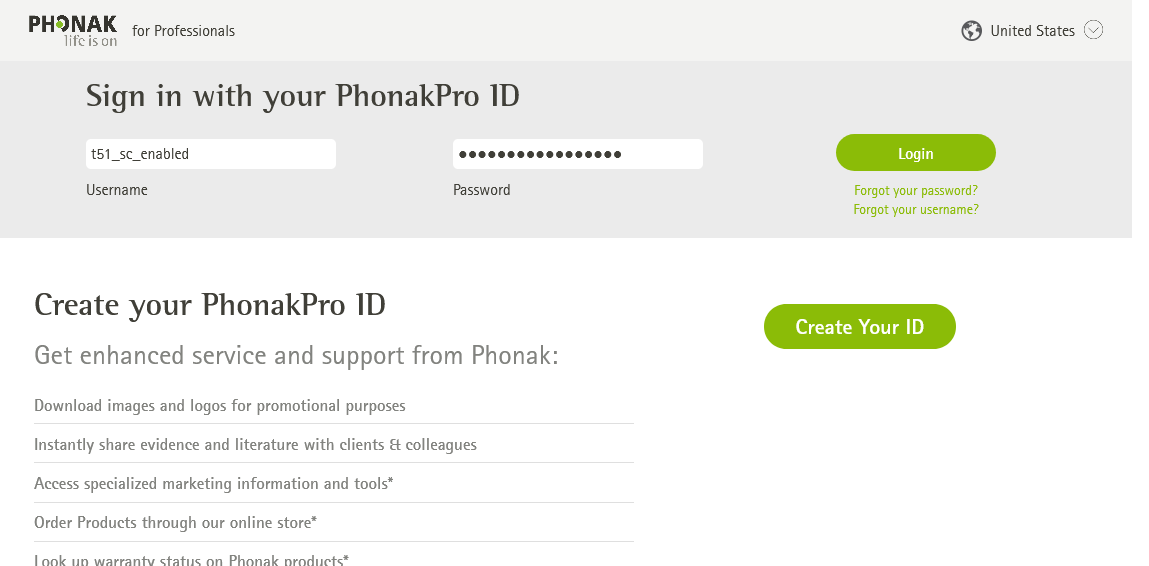 PHONAK
life is on
for Professionals
United States
Sign in with your PhonakPro ID
t51_sc_enabled
•••••••••••••••••
Login
Username
Password
Forgot your password?
Forgot your username?
Create your PhonakPro ID
Create Your ID
Get enhanced service and support from Phonak:
Download images and logos for promotional purposes
Instantly share evidence and literature with clients & colleagues
Access specialized marketing information and tools*
Order Products through our online store*
Look up warranty status on Phonak products*